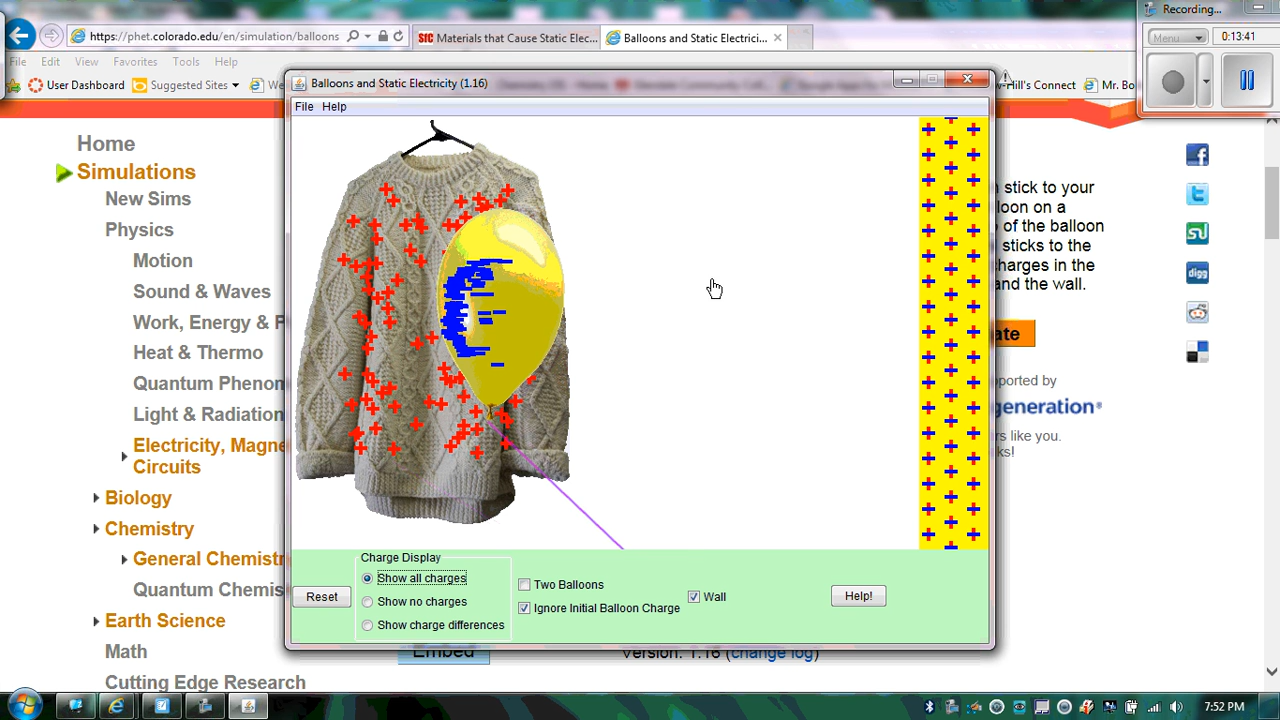 Recording...
https://phet.colorado.edu/en/simulation/balloons
SfC Materials that Cause Static Elec...
Balloons and Static Electrici...
Menu
0:13:41
File Edit View Favorites Tools Help
User Dashboard
Suggested Sites
We
w-Hill's Connect
Mr. Bo
Balloons and Static Electricity (1.16)
File Help
Home
Simulations
New Sims
Physics
Motion
Sound & Waves
Work, Energy & P
Heat & Thermo
Quantum Phenon
Light & Radiation
Electricity, Magne
Circuits
Biology
Chemistry
General Chemistr
Quantum Chemis
Earth Science
Math
Cutting Edge Research
n stick to your
loon on a
o of the balloon
sticks to the
charges in the
and the wall.
ate
pported by
generation®
rs like you.
ks!
digg
Charge Display
Show all charges
Show no charges
Show charge differences
Reset
Two Balloons
Ignore Initial Balloon Charge
Wall
Help!
Embed
Version: 1.16 (change log)
7:52 PM